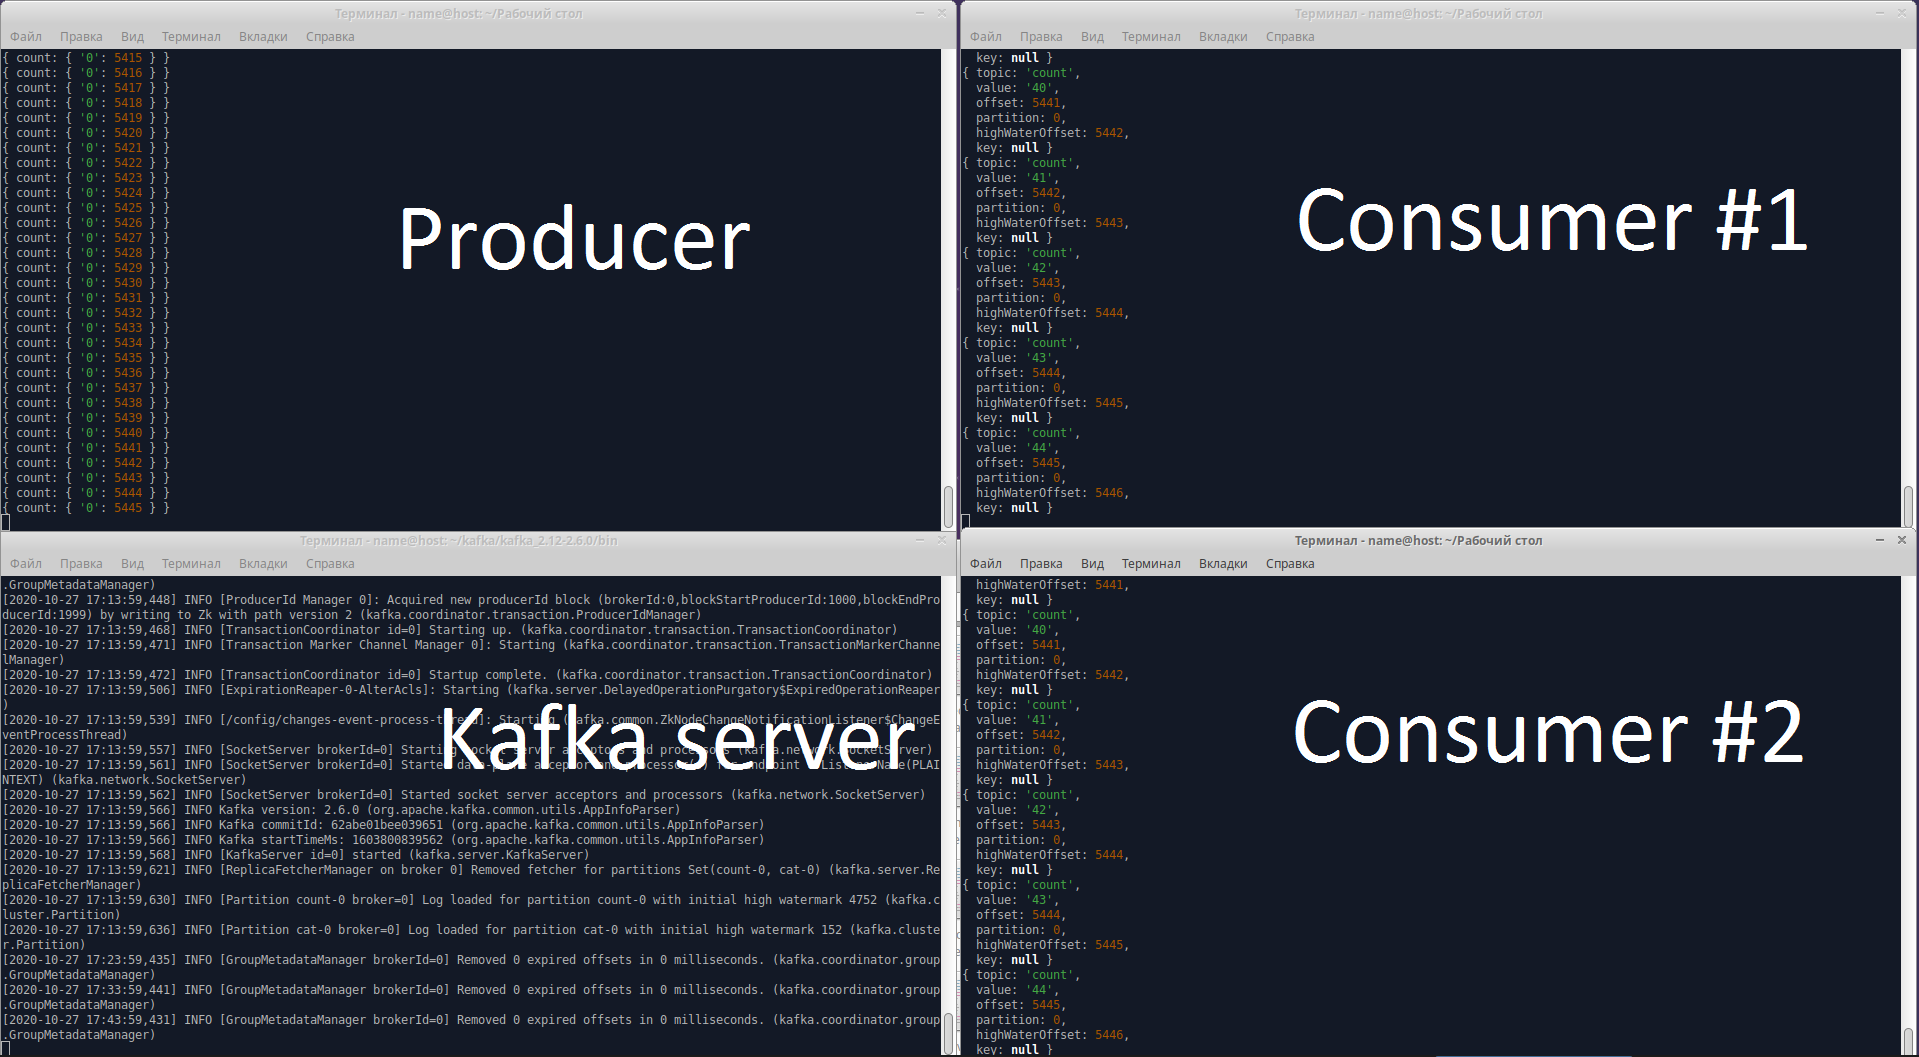 Терминал - name@host: ~/Рабочий стол
Файл Правка Вид Терминал Вкладки Справка
{ count: { '0': 5415 } }
{ count: { '0': 5416 } }
{ count: { '0': 5417 } }
{ count: { '0': 5418 } }
{ count: { '0': 5419 } }
{ count: { '0': 5420 } }
{ count: { '0': 5421 } }
{ count: { '0': 5422 } }
{ count: { '0': 5423 } }
{ count: { '0': 5424 } }
{ count: { '0': 5425 } }
{ count: { '0': 5426 } }
{ count: { '0': 5427 } }
{ count: { '0': 5428 } }
{ count: { '0': 5429 } }
{ count: { '0': 5430 } }
{ count: { '0': 5431 } }
{ count: { '0': 5432 } }
{ count: { '0': 5433 } }
{ count: { '0': 5434 } }
{ count: { '0': 5435 } }
{ count: { '0': 5436 } }
{ count: { '0': 5437 } }
{ count: { '0': 5438 } }
{ count: { '0': 5439 } }
{ count: { '0': 5440 } }
{ count: { '0': 5441 } }
{ count: { '0': 5442 } }
{ count: { '0': 5443 } }
{ count: { '0': 5444 } }
{ count: { '0': 5445 } }
Producer
Терминал - name@host: ~/Рабочий стол
Файл Правка Вид Терминал Вкладки Справка
key: null }
{ topic: 'count',
value: '40',
offset: 5441,
partition: 0,
highWaterOffset: 5442,
key: null }
{ topic: 'count',
value: '41',
offset: 5442,
partition: 0,
highWaterOffset: 5443,
key: null }
{ topic: 'count',
value: '42',
offset: 5443,
partition: 0,
highWaterOffset: 5444,
key: null }
{ topic: 'count',
value: '43',
offset: 5444,
partition: 0,
highWaterOffset: 5445,
key: null }
{ topic: 'count',
value: '44',
offset: 5445,
partition: 0,
highWaterOffset: 5446,
key: null }
Consumer #1
Терминал - name@host: ~/kafka/kafka_2.12-2.6.0/bin
Файл Правка Вид Терминал Вкладки Справка
.GroupMetadataManager)
[2020-10-27 17:13:59,448] INFO [ProducerId Manager 0]: Acquired new producerId block (brokerId:0,blockStartProducerId:1000,blockEndPro
ducerId:1999) by writing to Zk with path version 2 (kafka.coordinator.transaction.ProducerIdManager)
[2020-10-27 17:13:59,468] INFO [TransactionCoordinator id=0] Starting up. (kafka.coordinator.transaction.TransactionCoordinator)
[2020-10-27 17:13:59,471] INFO [Transaction Marker Channel Manager 0]: Starting (kafka.coordinator.transaction.TransactionMarkerChanne
lManager)
[2020-10-27 17:13:59,472] INFO [TransactionCoordinator id=0] Startup complete. (kafka.coordinator.transaction.TransactionCoordinator)
[2020-10-27 17:13:59,506] INFO [ExpirationReaper-0-AlterAcls]: Starting (kafka.server.DelayedOperationPurgatory$ExpiredOperationReaper
)
[2020-10-27 17:13:59,539] INFO [/config/changes-event-process-thread]: Starting (kafka.common.ZkNodeChangeNotificationListener$ChangeE
ventProcessThread)
[2020-10-27 17:13:59,557] INFO [SocketServer brokerId=0] Starting socket server acceptors and processors (kafka.network.SocketServer)
[2020-10-27 17:13:59,561] INFO [SocketServer brokerId=0] Started data-plane acceptor and processor(s) for endpoint : ListenerName(PLAI
NTEXT) (kafka.network.SocketServer)
[2020-10-27 17:13:59,562] INFO [SocketServer brokerId=0] Started socket server acceptors and processors (kafka.network.SocketServer)
[2020-10-27 17:13:59,566] INFO Kafka version: 2.6.0 (org.apache.kafka.common.utils.AppInfoParser)
[2020-10-27 17:13:59,566] INFO Kafka commitId: 62abe01bee039651 (org.apache.kafka.common.utils.AppInfoParser)
[2020-10-27 17:13:59,566] INFO Kafka startTimeMs: 1603800839562 (org.apache.kafka.common.utils.AppInfoParser)
[2020-10-27 17:13:59,568] INFO [KafkaServer id=0] started (kafka.server.KafkaServer)
[2020-10-27 17:13:59,621] INFO [ReplicaFetcherManager on broker 0] Removed fetcher for partitions Set(count-0, cat-0) (kafka.server.Re
plicaFetcherManager)
[2020-10-27 17:13:59,630] INFO [Partition count-0 broker=0] Log loaded for partition count-0 with initial high watermark 4752 (kafka.c
luster.Partition)
[2020-10-27 17:13:59,636] INFO [Partition cat-0 broker=0] Log loaded for partition cat-0 with initial high watermark 152 (kafka.cluste
r.Partition)
[2020-10-27 17:23:59,435] INFO [GroupMetadataManager brokerId=0] Removed 0 expired offsets in 0 milliseconds. (kafka.coordinator.group
.GroupMetadataManager)
[2020-10-27 17:33:59,441] INFO [GroupMetadataManager brokerId=0] Removed 0 expired offsets in 0 milliseconds. (kafka.coordinator.group
.GroupMetadataManager)
[2020-10-27 17:43:59,431] INFO [GroupMetadataManager brokerId=0] Removed 0 expired offsets in 0 milliseconds. (kafka.coordinator.group
.GroupMetadataManager)
Kafka server
Терминал - name@host: ~/Рабочий стол
Файл Правка Вид Терминал Вкладки Справка
highWaterOffset: 5441,
key: null }
{ topic: 'count',
value: '40',
offset: 5441,
partition: 0,
highWaterOffset: 5442,
key: null }
{ topic: 'count',
value: '41',
offset: 5442,
partition: 0,
highWaterOffset: 5443,
key: null }
{ topic: 'count',
value: '42',
offset: 5443,
partition: 0,
highWaterOffset: 5444,
key: null }
{ topic: 'count',
value: '43',
offset: 5444,
partition: 0,
highWaterOffset: 5445,
key: null }
{ topic: 'count',
value: '44',
offset: 5445,
partition: 0,
highWaterOffset: 5446,
key: null }
Consumer #2